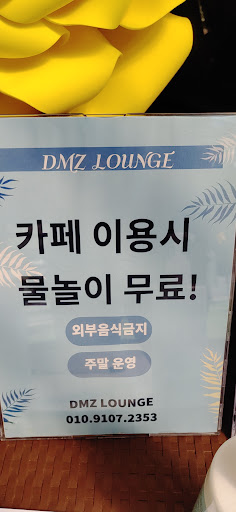 DMZ LOUNGE
카페 이용시
물놀이 무료!
외부음식금지
주말 운영
DMZ LOUNGE
010.9107.2353